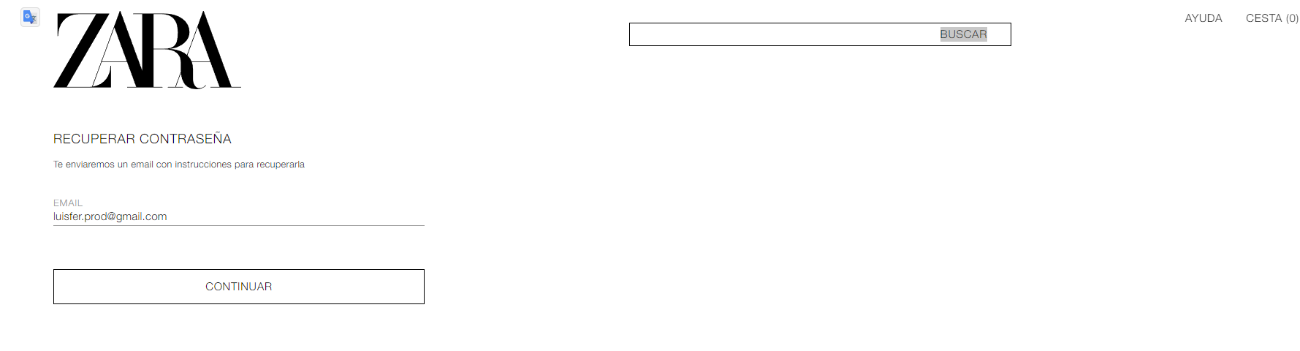 ZARA
BUSCAR
AYUDA
CESTA (0)
RECUPERAR CONTRASEÑA
Te enviaremos un email con instrucciones para recuperarla
EMAIL
luisfer.prod@gmail.com
CONTINUAR